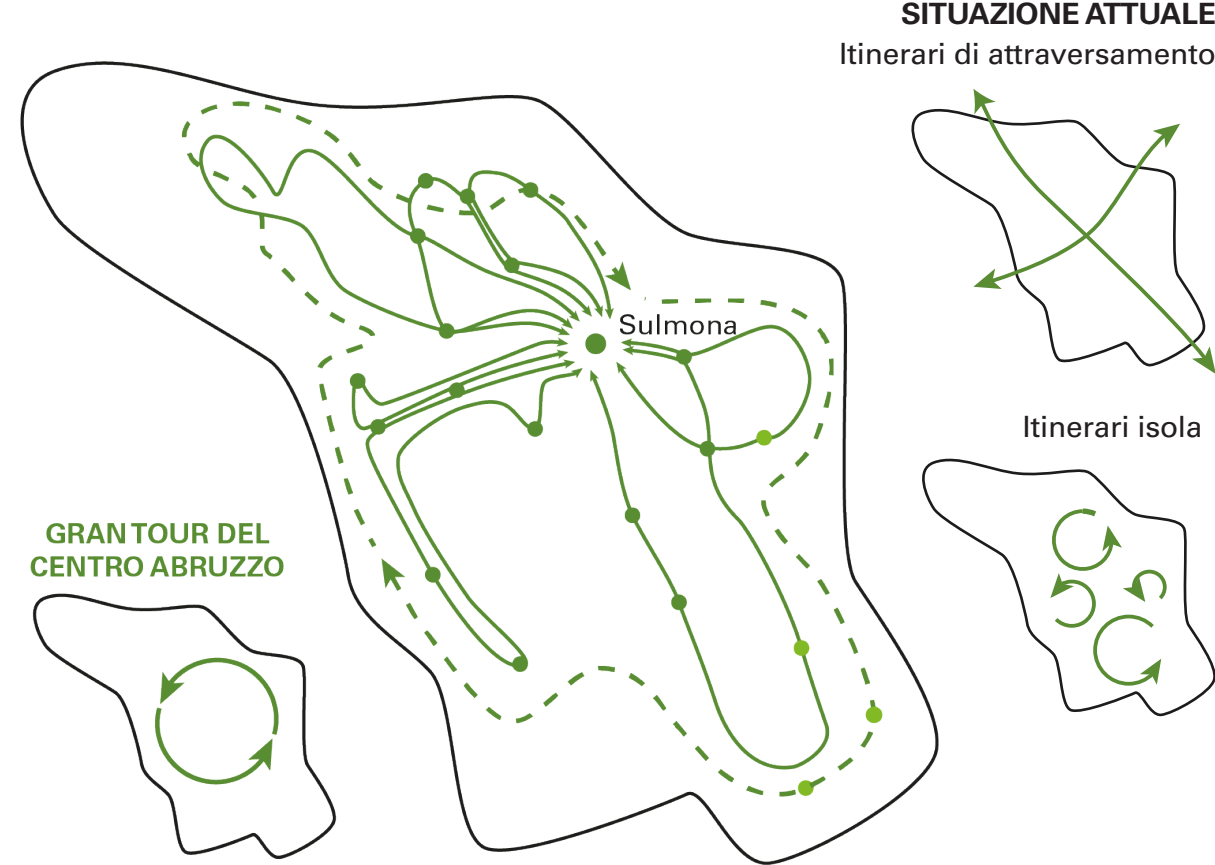 SITUAZIONE ATTUALE
Itinerari di attraversamento
Sulmona
Itinerari isola
GRAN TOUR DEL
CENTRO ABRUZZO